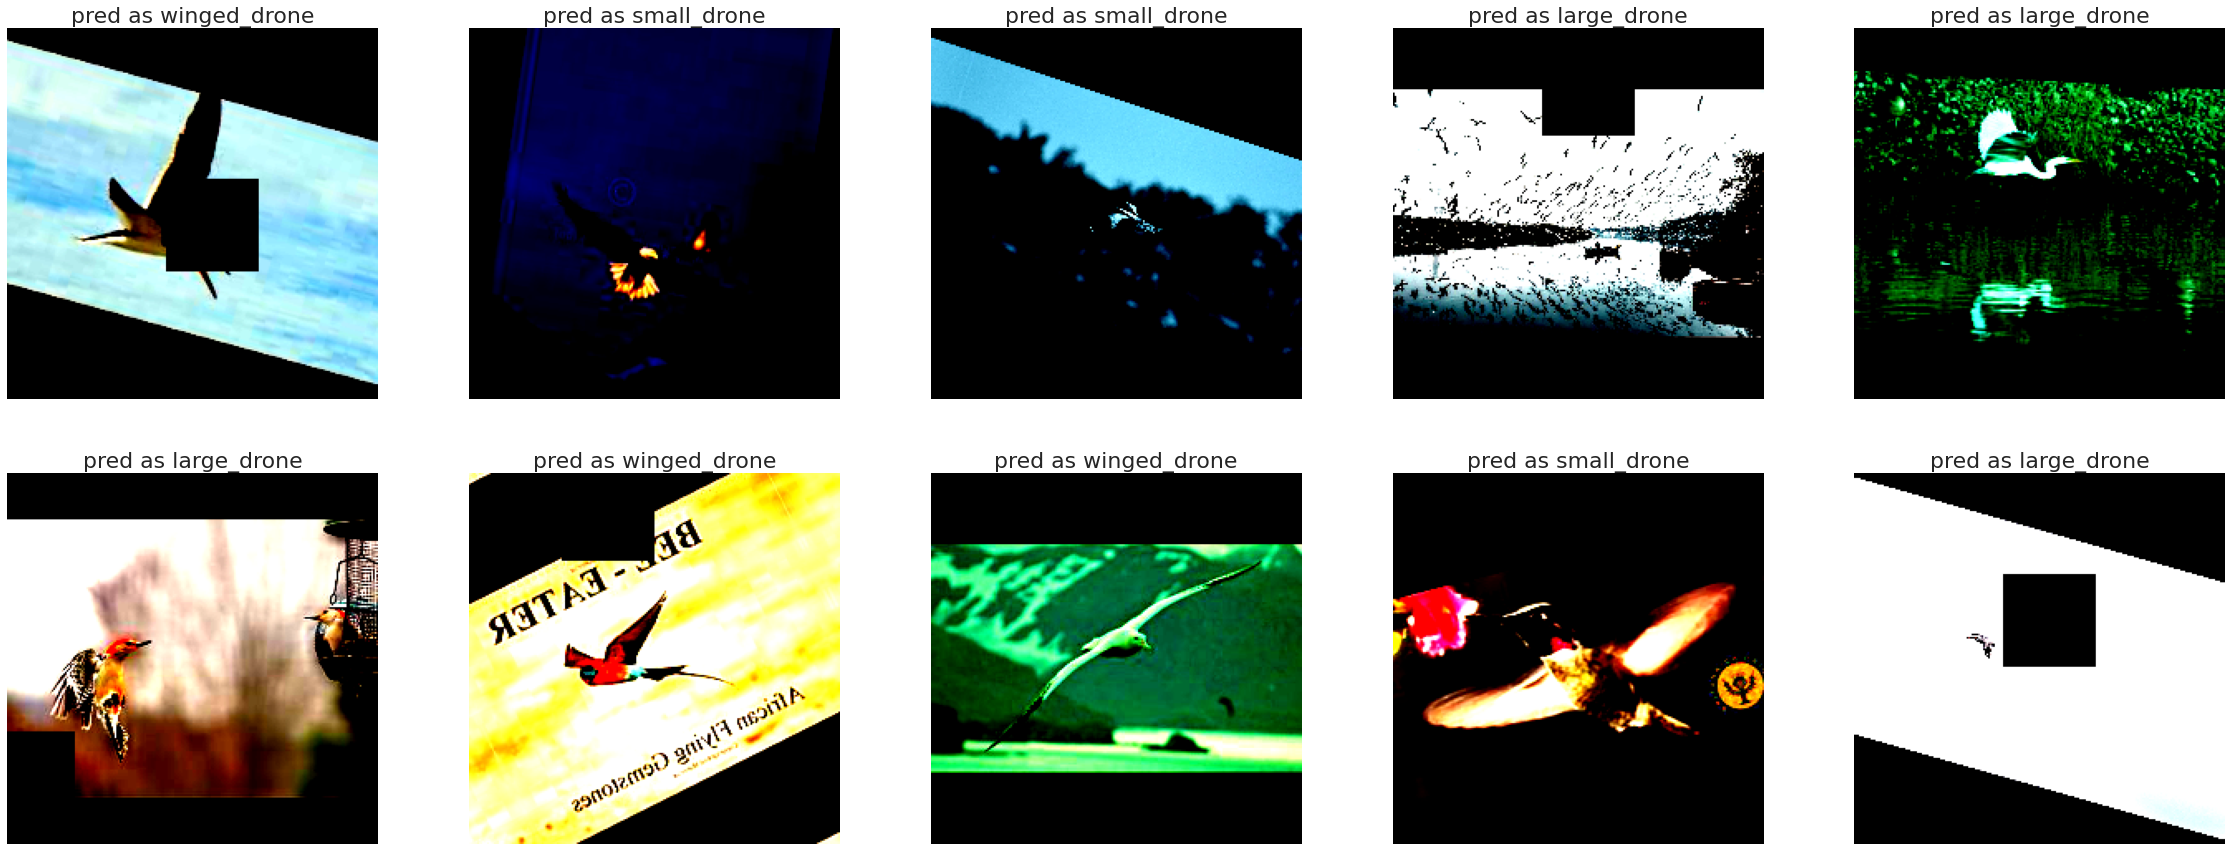 pred as winged_drone
pred as small_drone
pred as small_drone
pred as large_drone
pred as large_drone
pred as large_drone
pred as winged_drone
pred as winged_drone
pred as small_drone
pred as large_drone
BEE - EATER
African Flying Gemstones